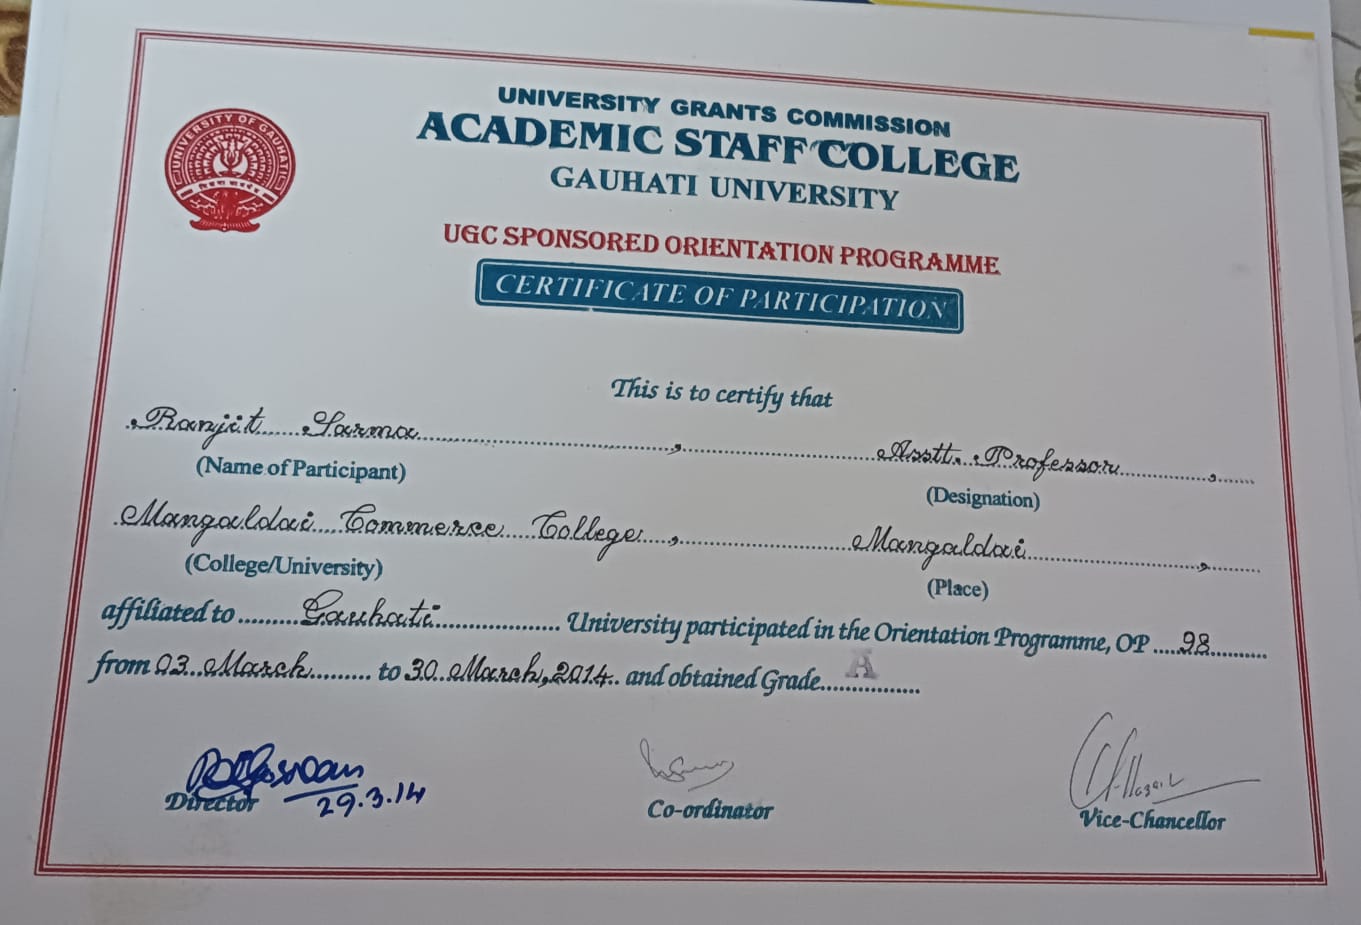 UNIVERSITY OF GAUHATI
UNIVERSITY GRANTS COMMISSION
ACADEMIC STAFF COLLEGE
GAUHATI UNIVERSITY
UGC SPONSORED ORIENTATION PROGRAMME
CERTIFICATE OF PARTICIPATION
This is to certify that
Ranjit Sarma, Asstt. Professor,
(Name of Participant) (Designation)
Mangaldai Commerce College, Mangaldai,
(College/University) (Place)
affiliated to Gauhati University participated in the Orientation Programme, OP 98
from 03 March to 30 March, 2014 and obtained Grade A
Director 29.3.14
Co-ordinator
Vice-Chancellor